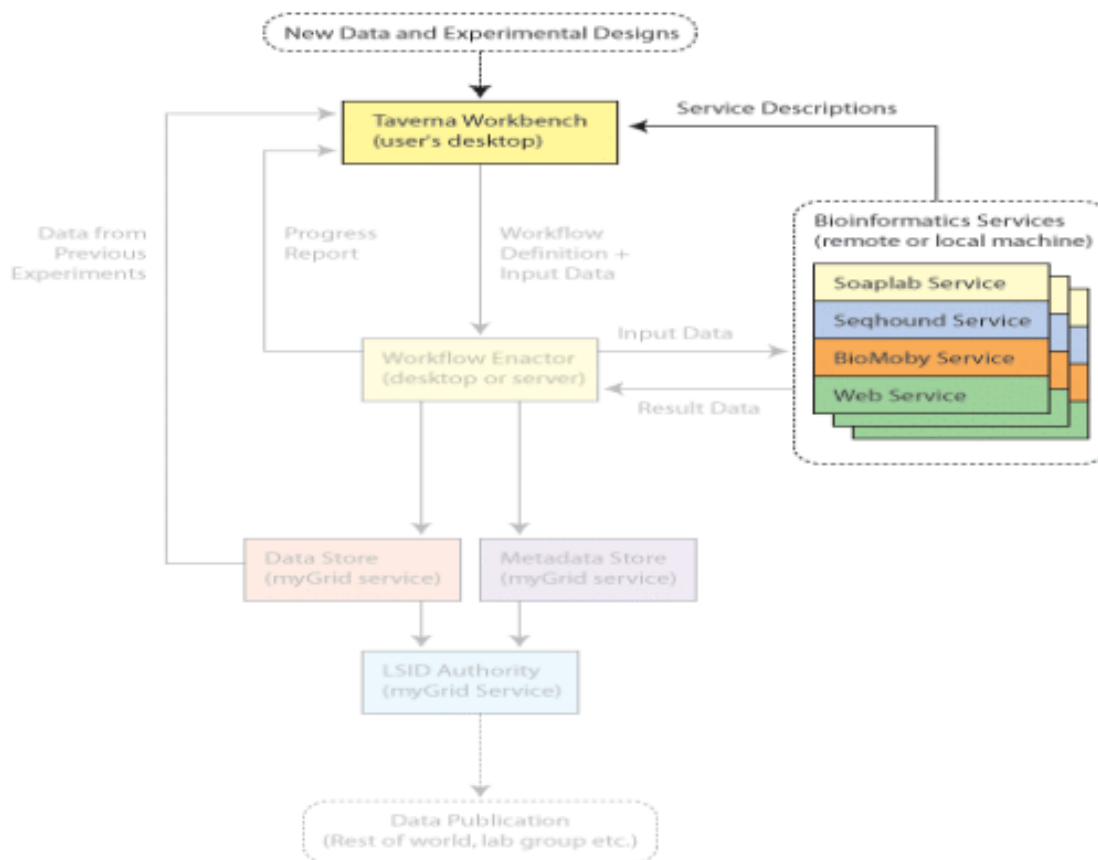 New Data and Experimental Designs
Taverna Workbench
(user's desktop)
Service Descriptions
Data from
Previous
Experiments
Progress
Report
Workflow
Definition +
Input Data
Bioinformatics Services
(remote or local machine)
Soaplab Service
Seqhound Service
BioMoby Service
Web Service
Input Data
Workflow Enactor
(desktop or server)
Result Data
Data Store
(myGrid service)
Metadata Store
(myGrid service)
LSID Authority
(myGrid Service)
Data Publication
(Rest of world, lab group etc.)